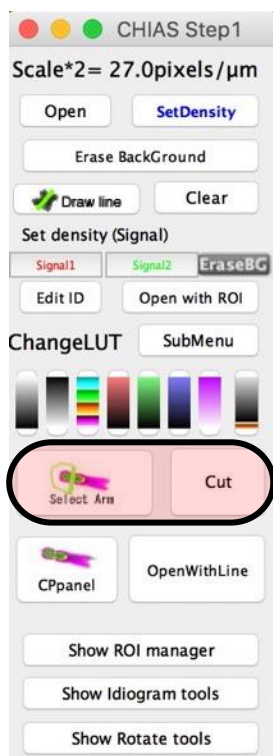 CHIAS Step1
Scale*2= 27.0pixels/µm
Open SetDensity
Erase BackGround
Draw line Clear
Set density (Signal)
Signal1 Signal2 EraseBG
Edit ID Open with ROI
ChangeLUT SubMenu
Select Arm Cut
CPpanel OpenWithLine
Show ROI manager
Show Idiogram tools
Show Rotate tools